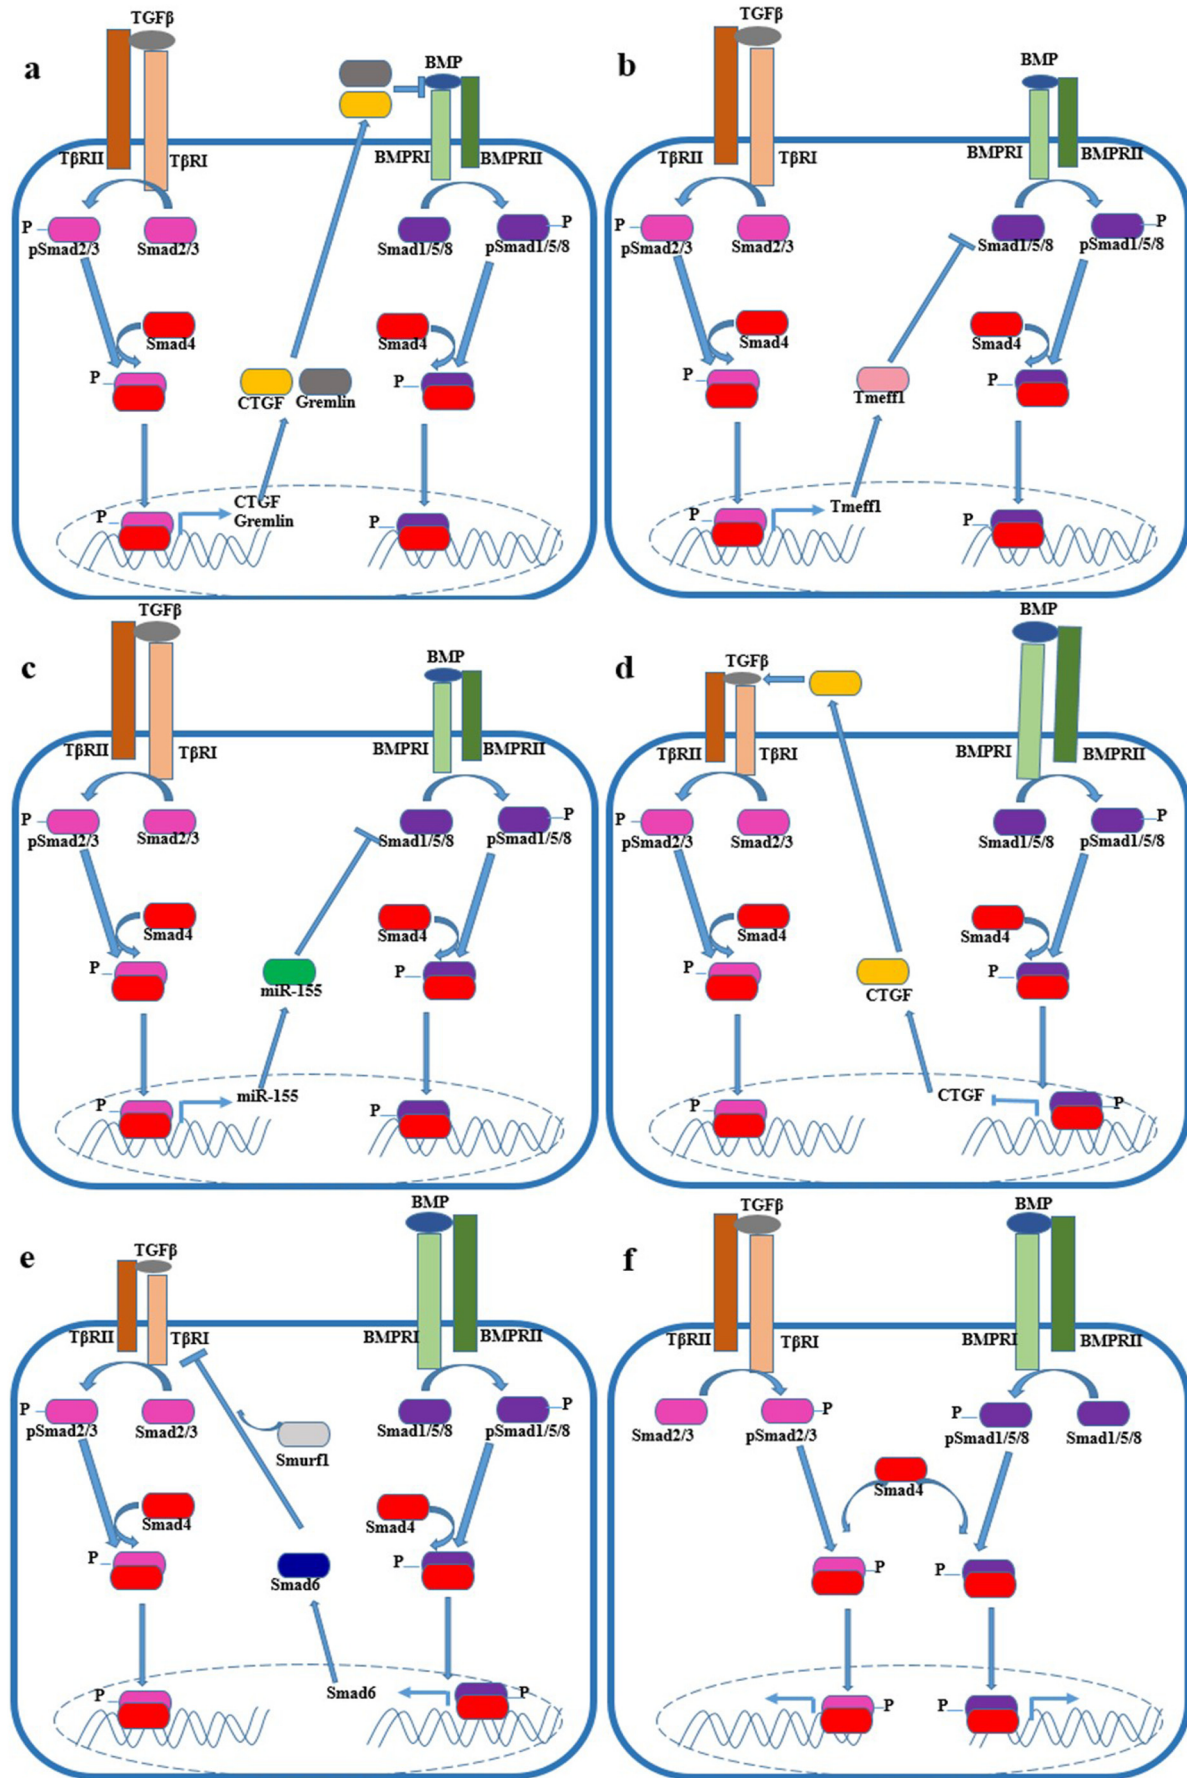 a
TGFβ
BMP
TβRII
TβRI
BMPRI
BMPRII
P
pSmad2/3
Smad2/3
Smad1/5/8
P
pSmad1/5/8
Smad4
Smad4
P
CTGF
Gremlin
P
P
CTGF
Gremlin
P
b
TGFβ
BMP
TβRII
TβRI
BMPRI
BMPRII
P
pSmad2/3
Smad2/3
Smad1/5/8
P
pSmad1/5/8
Smad4
Smad4
P
Tmeff1
P
P
Tmeff1
P
c
TGFβ
BMP
TβRII
TβRI
BMPRI
BMPRII
P
pSmad2/3
Smad2/3
Smad1/5/8
P
pSmad1/5/8
Smad4
Smad4
P
miR-155
P
P
miR-155
P
d
TGFβ
BMP
TβRII
TβRI
BMPRI
BMPRII
P
pSmad2/3
Smad2/3
Smad1/5/8
P
pSmad1/5/8
Smad4
Smad4
P
CTGF
P
P
CTGF
P
e
TGFβ
BMP
TβRII
TβRI
BMPRI
BMPRII
P
pSmad2/3
Smad2/3
Smad1/5/8
P
pSmad1/5/8
Smurf1
Smad4
Smad4
P
Smad6
P
P
Smad6
P
f
TGFβ
BMP
TβRII
TβRI
BMPRI
BMPRII
Smad2/3
P
pSmad2/3
P
pSmad1/5/8
Smad1/5/8
Smad4
P
P
P
P